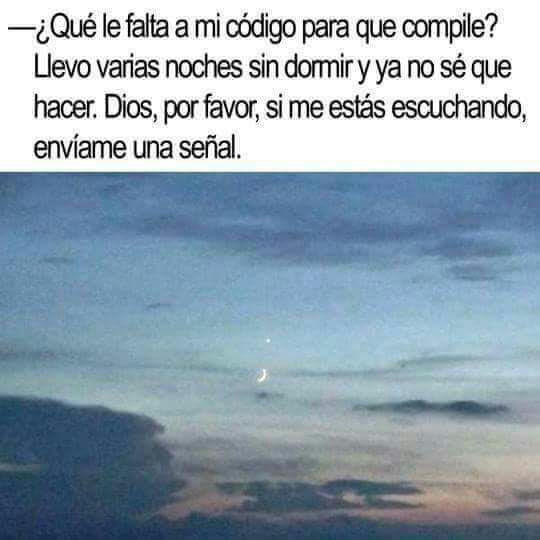 —¿Qué le falta a mi código para que compile?
Llevo varias noches sin dormir y ya no sé que
hacer. Dios, por favor, si me estás escuchando,
envíame una señal.